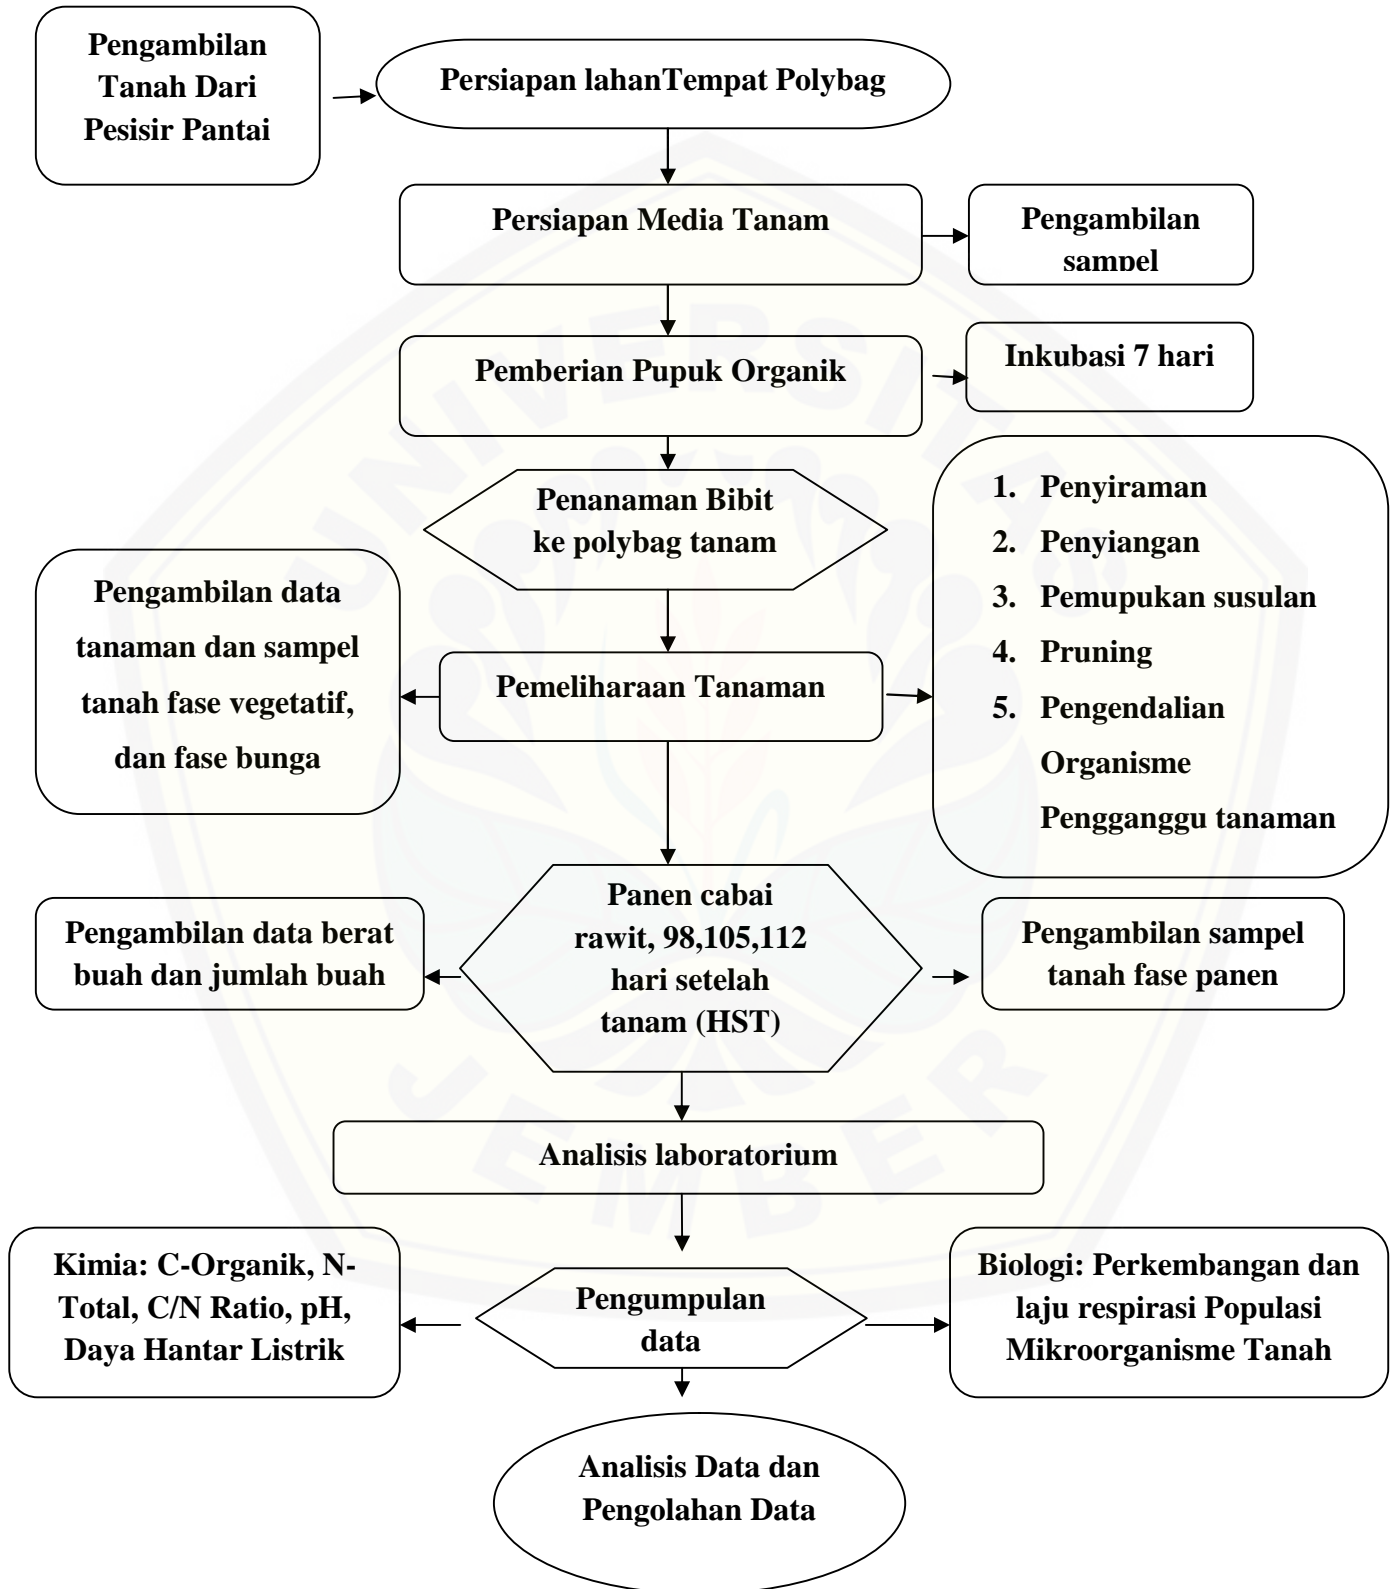 Pengambilan
Tanah Dari
Pesisir Pantai
Persiapan lahanTempat Polybag
Persiapan Media Tanam
Pengambilan
sampel
Pemberian Pupuk Organik
Inkubasi 7 hari
Penanaman Bibit
ke polybag tanam
1. Penyiraman
2. Penyiangan
3. Pemupukan susulan
4. Pruning
5. Pengendalian
Organisme
Pengganggu tanaman
Pengambilan data
tanaman dan sampel
tanah fase vegetatif,
dan fase bunga
Pemeliharaan Tanaman
Panen cabai
rawit, 98,105,112
hari setelah
tanam (HST)
Pengambilan data berat
buah dan jumlah buah
Pengambilan sampel
tanah fase panen
Analisis laboratorium
Kimia: C-Organik, N-
Total, C/N Ratio, pH,
Daya Hantar Listrik
Pengumpulan
data
Biologi: Perkembangan dan
laju respirasi Populasi
Mikroorganisme Tanah
Analisis Data dan
Pengolahan Data
UNIVERSITAS
JEMBER